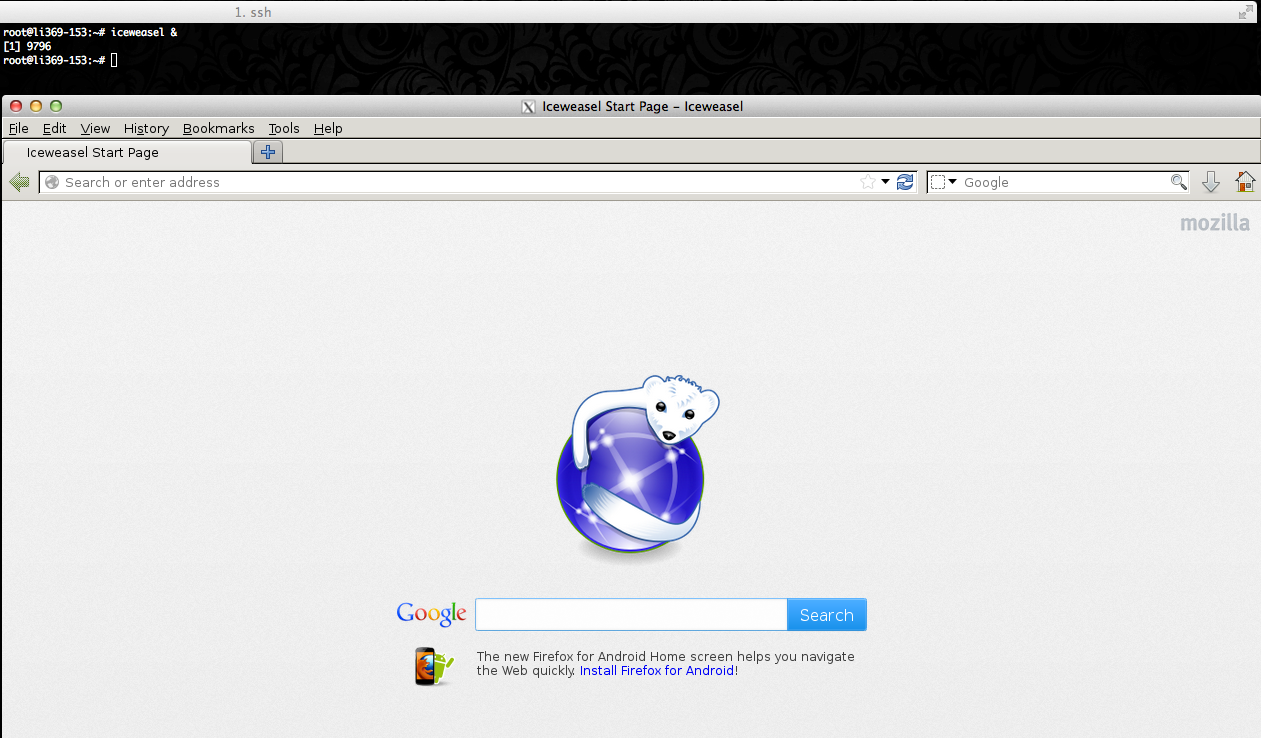 1. ssh
root@li369-153:~# iceweasel &
[1] 9796
root@li369-153:~#
Iceweasel Start Page – Iceweasel
File Edit View History Bookmarks Tools Help
Iceweasel Start Page
Search or enter address
Google
mozilla
Google
Search
The new Firefox for Android Home screen helps you navigate
the Web quickly. Install Firefox for Android!